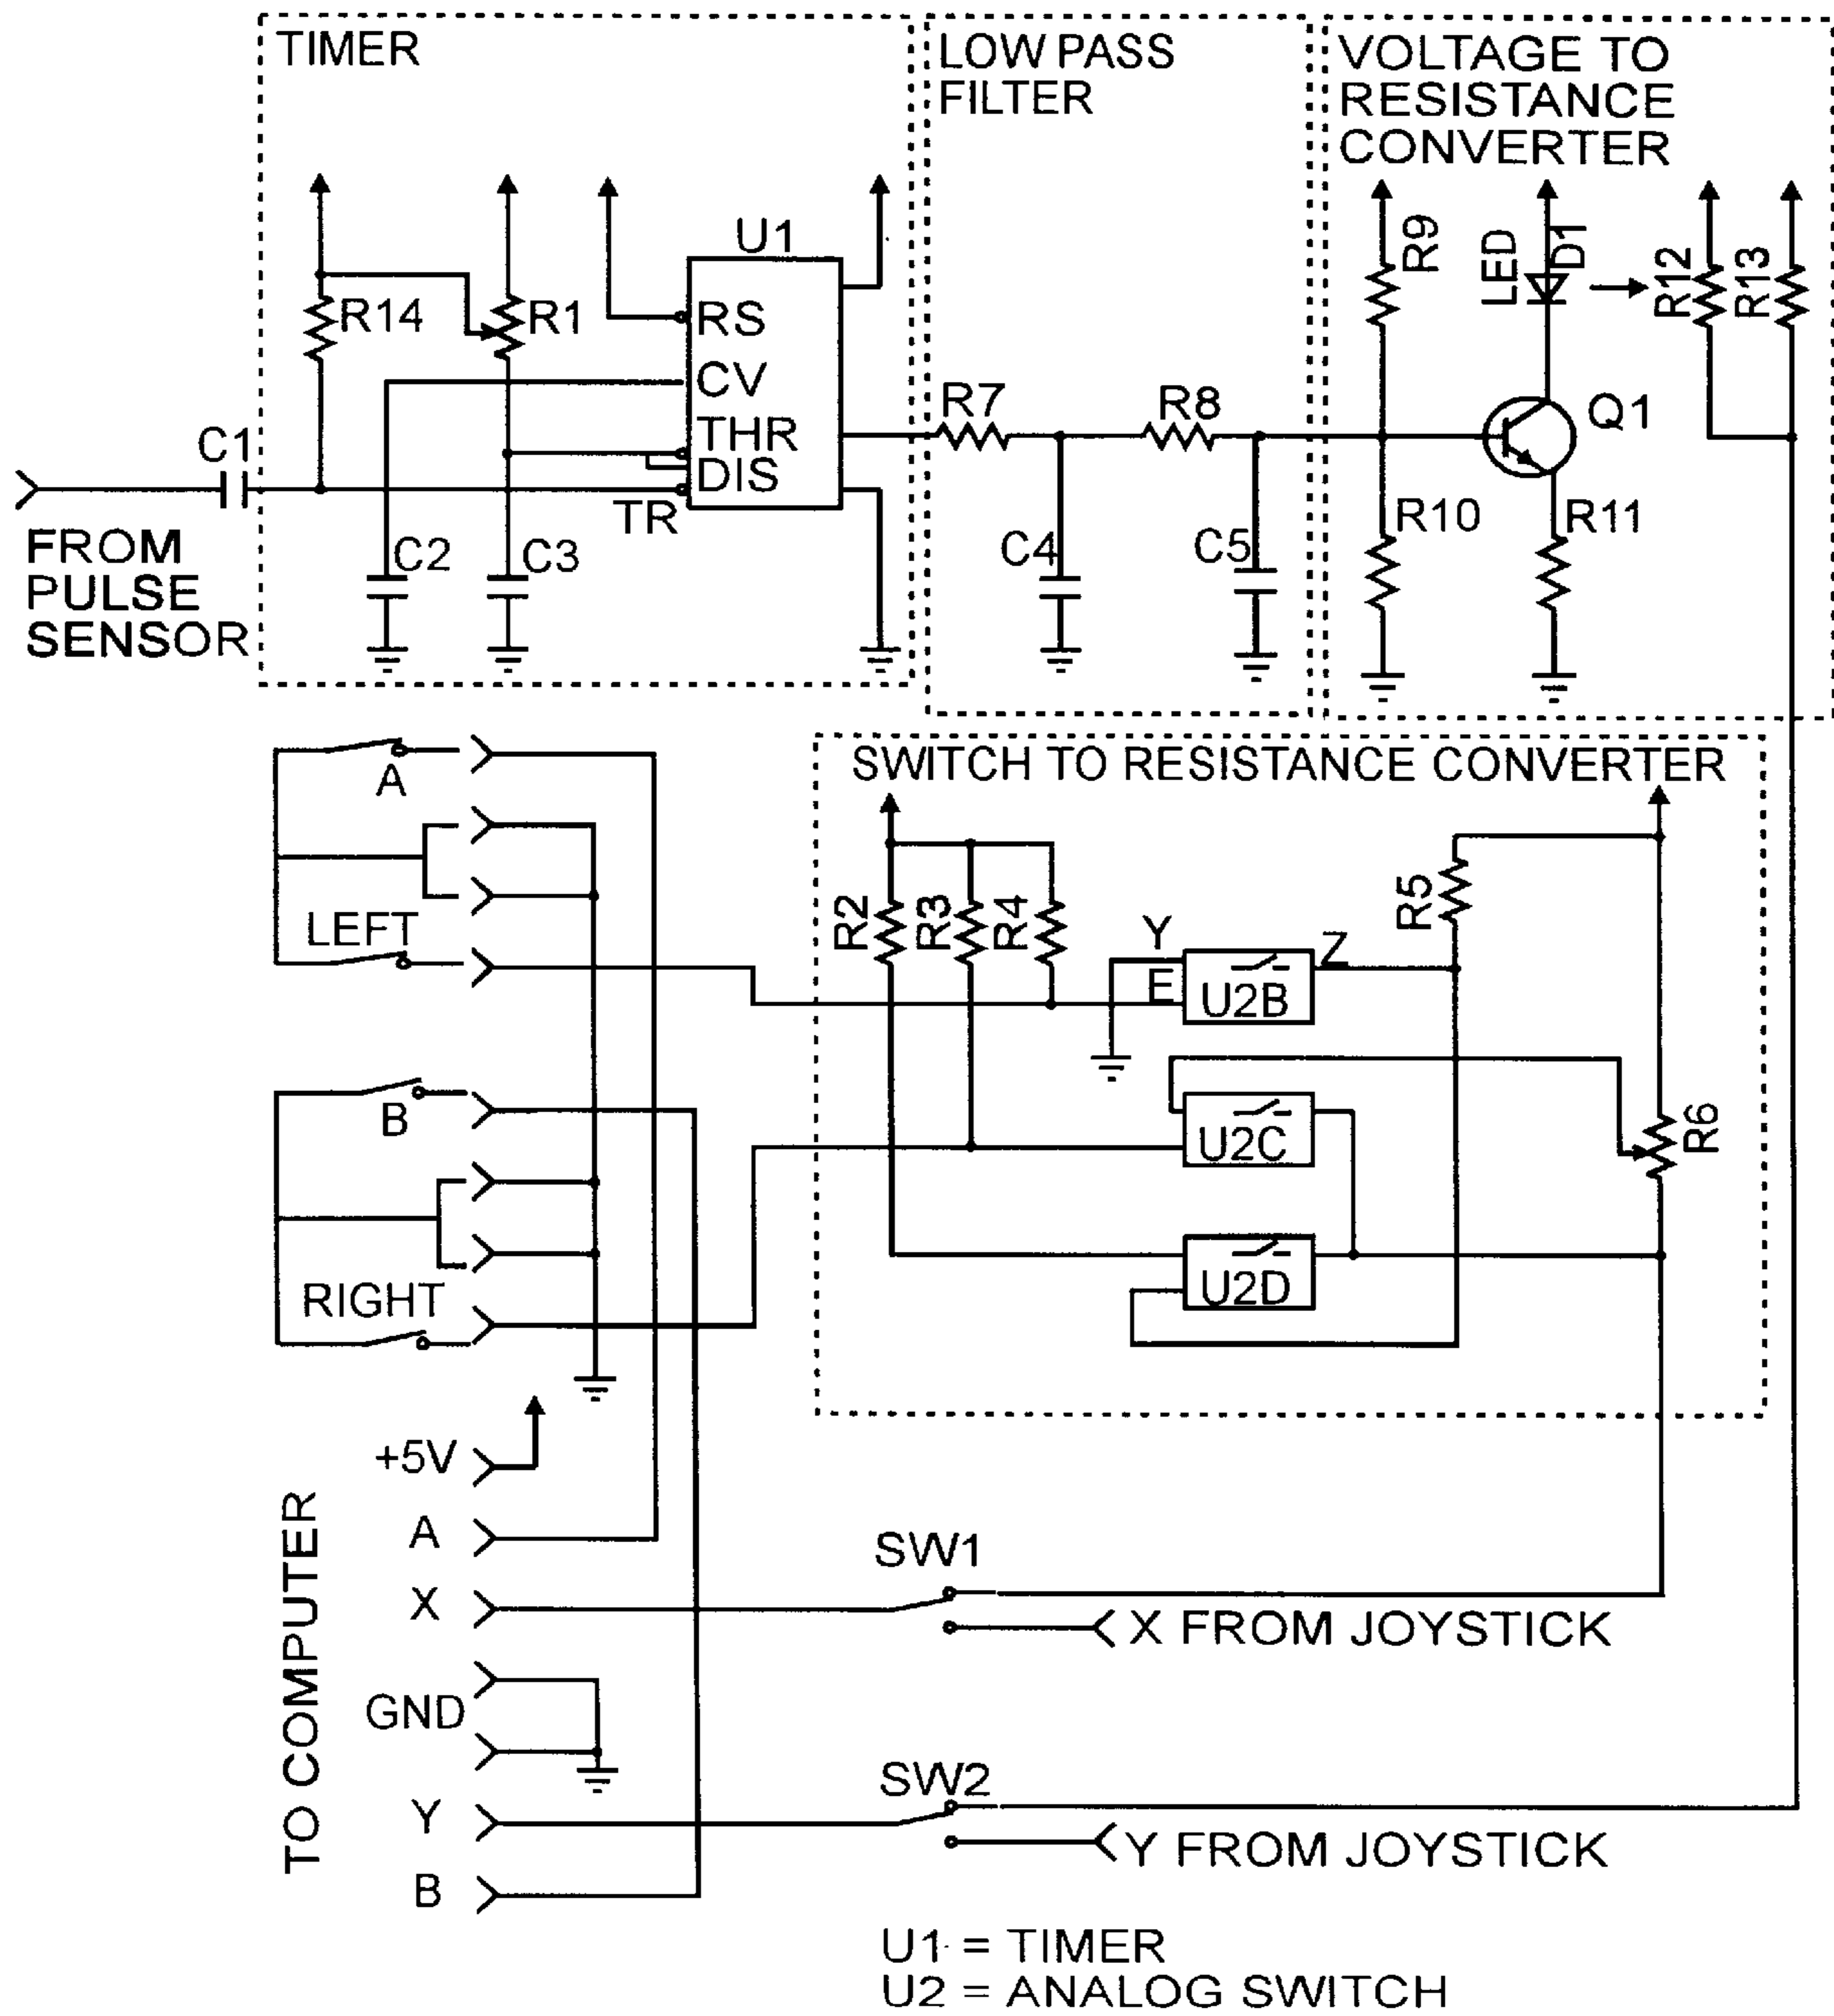 TIMER
LOW PASS
FILTER
VOLTAGE TO
RESISTANCE
CONVERTER
U1
R14
R1
RS
CV
THR
DIS
TR
C1
C2
C3
FROM
PULSE
SENSOR
R7
R8
C4
C5
R9
LED
D1
R12
R13
Q1
R10
R11
A
LEFT
B
RIGHT
SWITCH TO RESISTANCE CONVERTER
R2
R3
R4
R5
Y
E
Z
U2B
U2C
U2D
R6
TO COMPUTER
+5V
A
X
GND
Y
B
SW1
X FROM JOYSTICK
SW2
Y FROM JOYSTICK
U1 = TIMER
U2 = ANALOG SWITCH